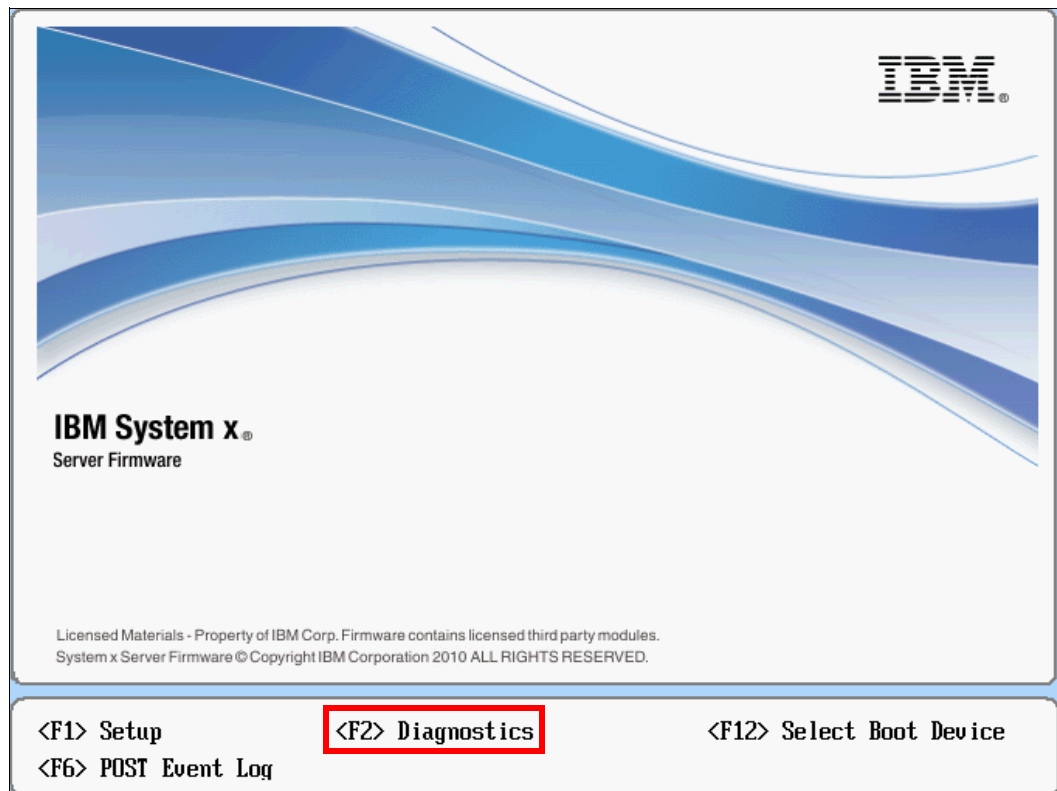 IBM®
IBM System x®
Server Firmware
Licensed Materials - Property of IBM Corp. Firmware contains licensed third party modules.
System x Server Firmware © Copyright IBM Corporation 2010 ALL RIGHTS RESERVED.
<F1> Setup <F2> Diagnostics <F12> Select Boot Device
<F6> POST Event Log